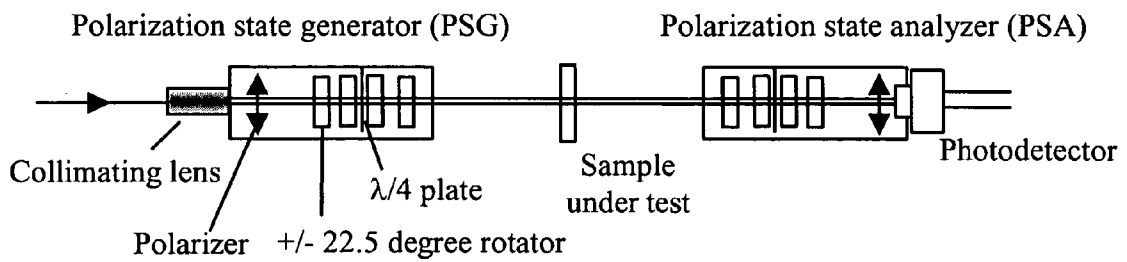 Polarization state generator (PSG)
Polarization state analyzer (PSA)
Collimating lens
λ/4 plate
Sample
under test
Photodetector
Polarizer
+/- 22.5 degree rotator